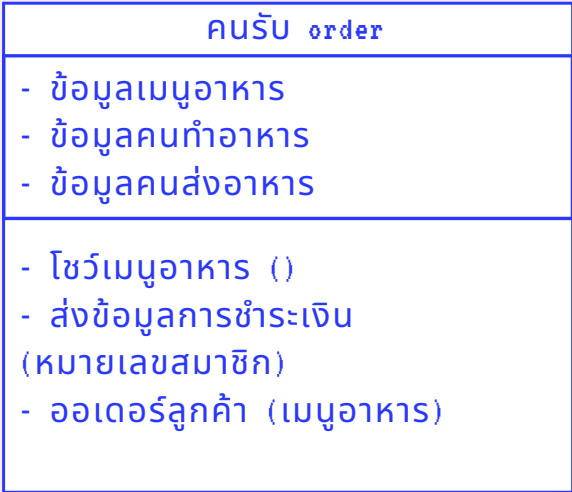 คนรับ order
- ข้อมูลเมนูอาหาร
- ข้อมูลคนทำอาหาร
- ข้อมูลคนส่งอาหาร
- โชว์เมนูอาหาร ()
- ส่งข้อมูลการชำระเงิน
(หมายเลขสมาชิก)
- ออเดอร์ลูกค้า (เมนูอาหาร)